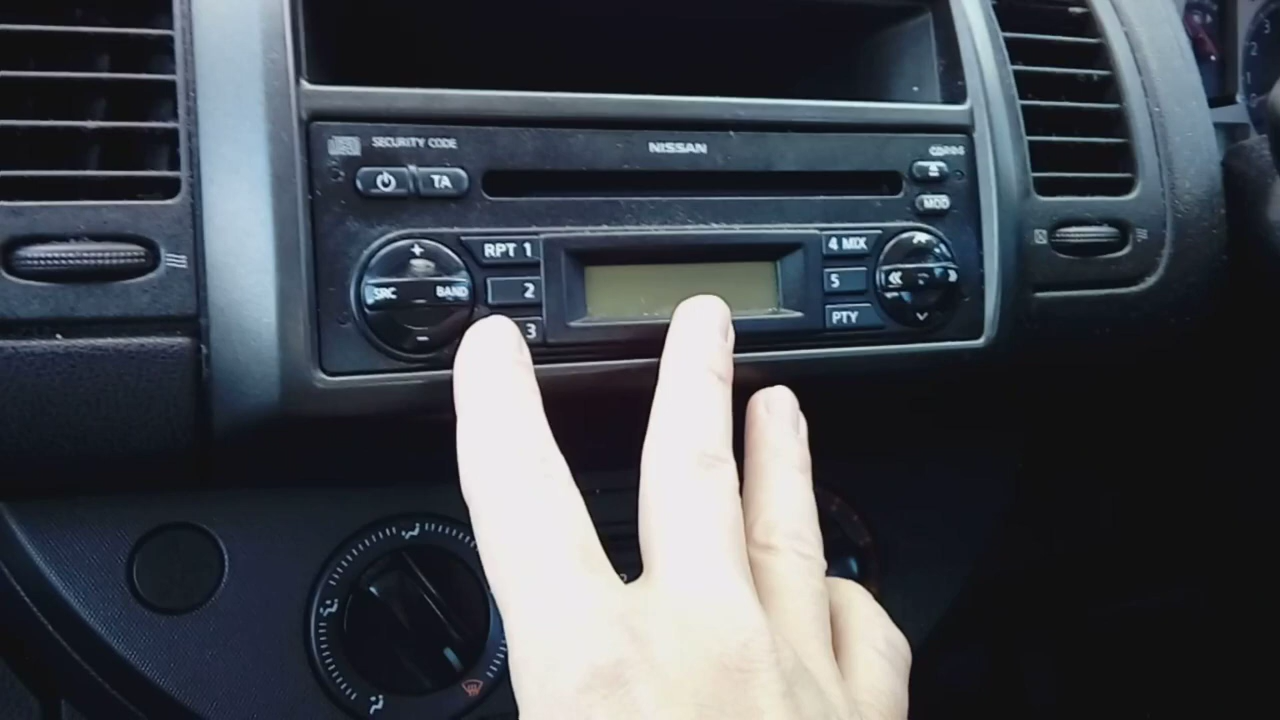 SECURITY CODE
NISSAN
TA
MOD
RPT 1
4 MIX
SRC
BAND
2
5
3
PTY